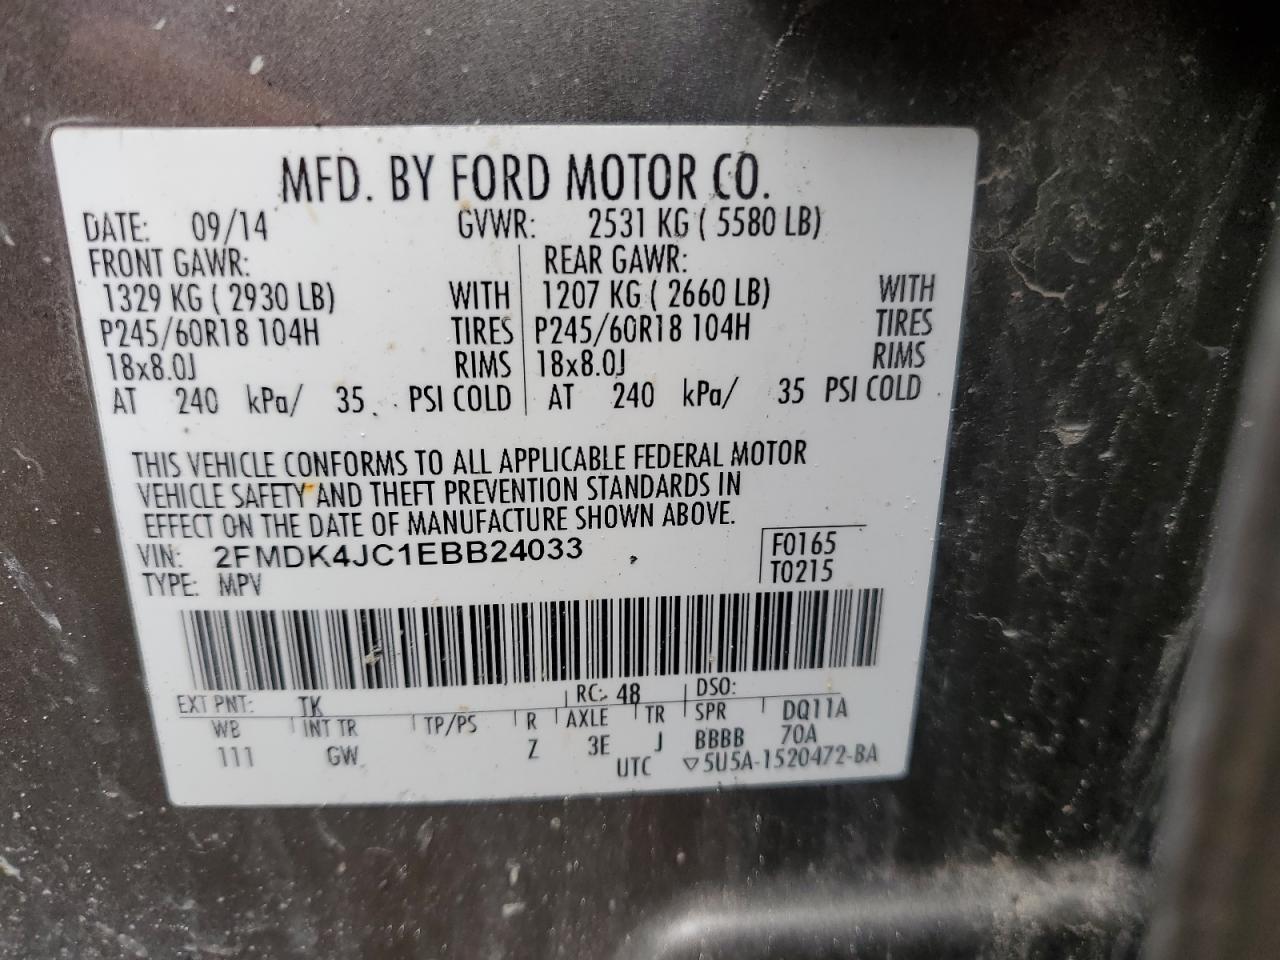 MFD. BY FORD MOTOR CO.
DATE: 09/14 GVWR: 2531 KG ( 5580 LB)
FRONT GAWR: REAR GAWR:
1329 KG ( 2930 LB) WITH 1207 KG ( 2660 LB) WITH
P245/60R18 104H TIRES P245/60R18 104H TIRES
18x8.0J RIMS 18x8.0J RIMS
AT 240 kPa/ 35 PSI COLD AT 240 kPa/ 35 PSI COLD
THIS VEHICLE CONFORMS TO ALL APPLICABLE FEDERAL MOTOR
VEHICLE SAFETY AND THEFT PREVENTION STANDARDS IN
EFFECT ON THE DATE OF MANUFACTURE SHOWN ABOVE.
VIN: 2FMDK4JC1EBB24033 F0165
TYPE: MPV T0215
EXT PNT: TK RC: 48 DSO:
WB INT TR TP/PS R AXLE TR SPR DQ11A
111 GW Z 3E J BBBB 70A
UTC ▽5U5A-1520472-BA